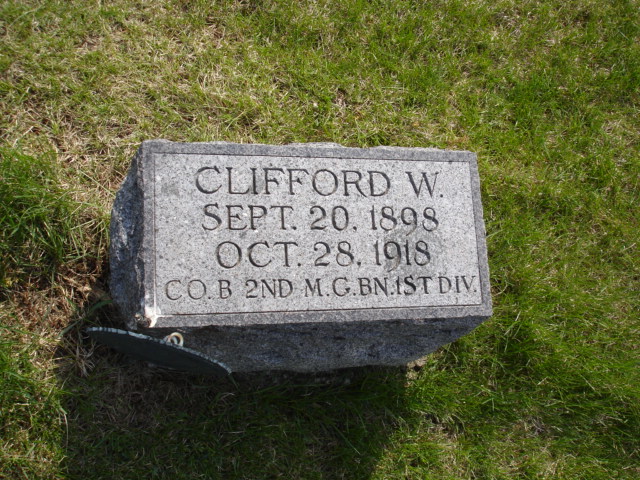 CLIFFORD W.
SEPT. 20. 1898
OCT. 28. 1918
CO. B 2ND M.G.BN.1ST DIV.